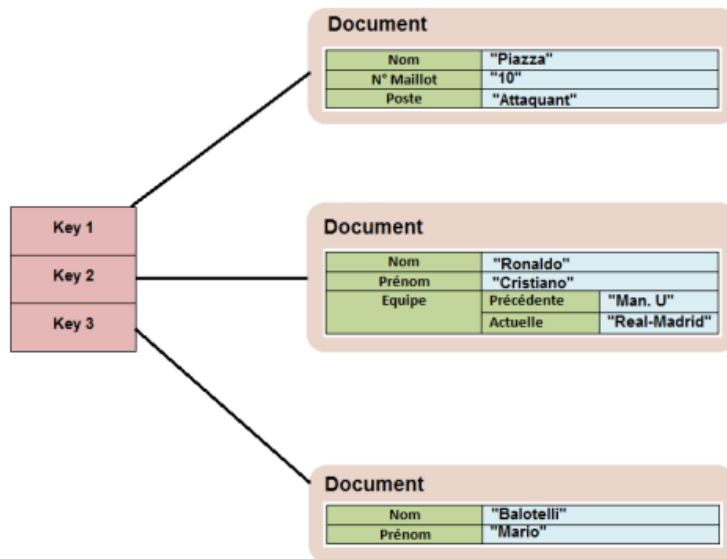 Document
Nom "Piazza"
N° Maillot "10"
Poste "Attaquant"
Key 1
Key 2
Key 3
Document
Nom "Ronaldo"
Prénom "Cristiano"
Equipe Précédente "Man. U"
Actuelle "Real-Madrid"
Document
Nom "Balotelli"
Prénom "Mario"